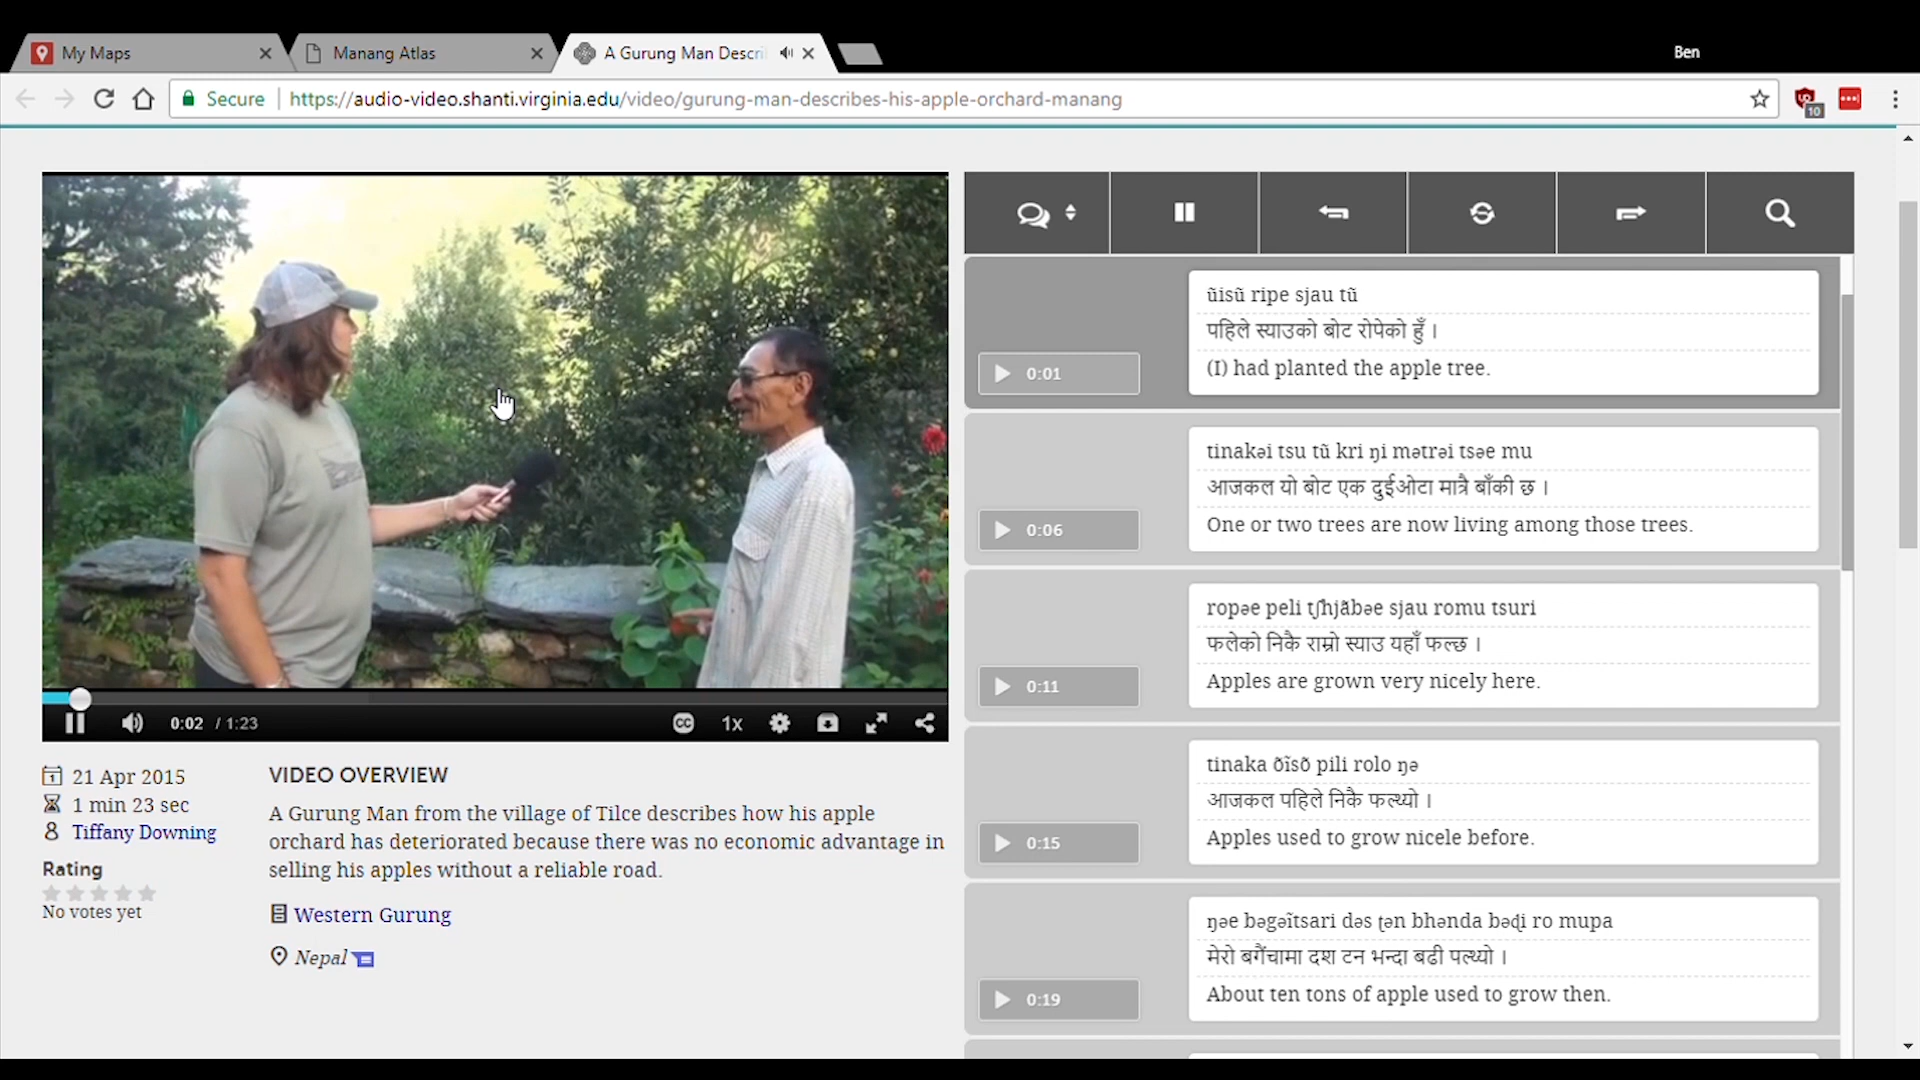 My Maps
Manang Atlas
A Gurung Man Descri
Ben
Secure
https://audio-video.shanti.virginia.edu/video/gurung-man-describes-his-apple-orchard-manang
10
0:01
ũisũ ripe sjau tũ
पहिले स्याउको बोट रोपेको हुँ ।
(I) had planted the apple tree.
0:06
tinakəi tsu tũ kri ŋi mətrəi tsəe mu
आजकल यो बोट एक दुईओटा मात्रै बाँकी छ ।
One or two trees are now living among those trees.
0:11
ropəe peli tʃhjãbəe sjau romu tsuri
फलेको निकै राम्रो स्याउ यहाँ फल्छ ।
Apples are grown very nicely here.
0:15
tinaka õĩsõ pili rolo ŋə
आजकल पहिले निकै फल्थ्यो ।
Apples used to grow nicele before.
0:19
ŋəe bəgəĩtsari dəs ʈən bhənda bəɖi ro mupa
मेरो बगैंचामा दश टन भन्दा बढी पल्थ्यो ।
About ten tons of apple used to grow then.
0:02 / 1:23
CC
1x
21 Apr 2015
1 min 23 sec
Tiffany Downing
Rating
No votes yet
VIDEO OVERVIEW
A Gurung Man from the village of Tilce describes how his apple
orchard has deteriorated because there was no economic advantage in
selling his apples without a reliable road.
Western Gurung
Nepal